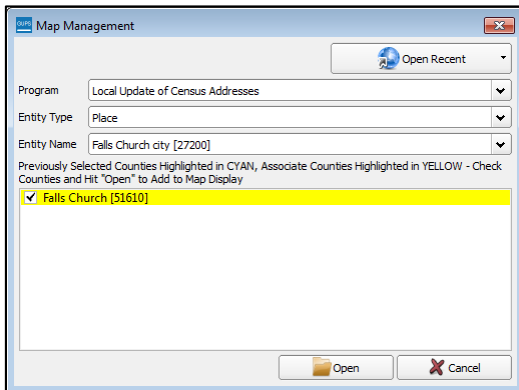 GUPS Map Management
Open Recent
Program Local Update of Census Addresses
Entity Type Place
Entity Name Falls Church city [27200]
Previously Selected Counties Highlighted in CYAN, Associate Counties Highlighted in YELLOW - Check
Counties and Hit "Open" to Add to Map Display
Falls Church [51610]
Open Cancel